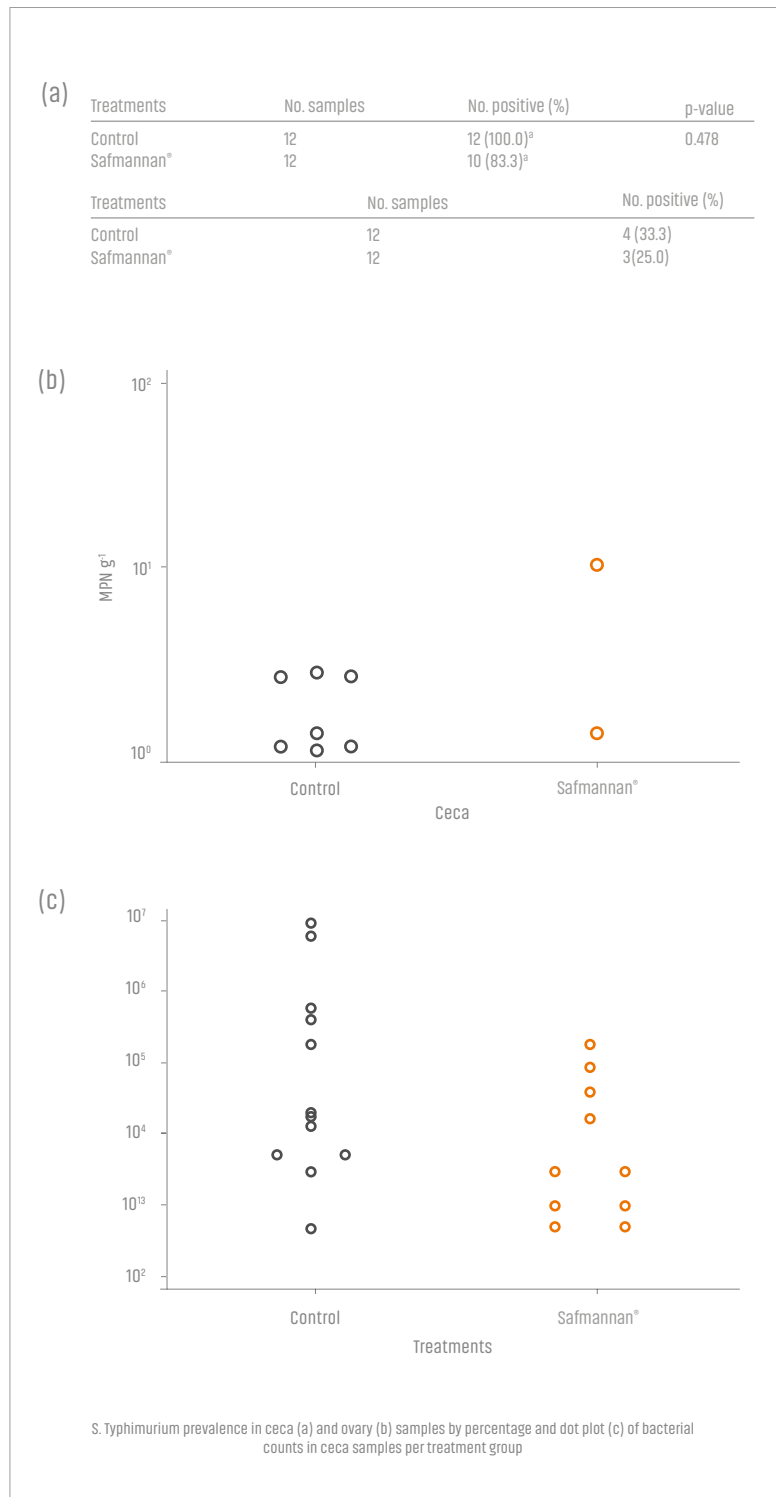 (a)
Treatments No. samples No. positive (%) p-value
Control 12 12 (100.0)ᵃ 0.478
Safmannan® 12 10 (83.3)ᵃ
Treatments No. samples No. positive (%)
Control 12 4 (33.3)
Safmannan® 12 3(25.0)
(b)
10²
10¹
MPN g⁻¹
10⁰
Control Safmannan®
Ceca
(c)
10⁷
10⁶
10⁵
10⁴
10¹³
10²
Control Safmannan®
Treatments
S. Typhimurium prevalence in ceca (a) and ovary (b) samples by percentage and dot plot (c) of bacterial
counts in ceca samples per treatment group